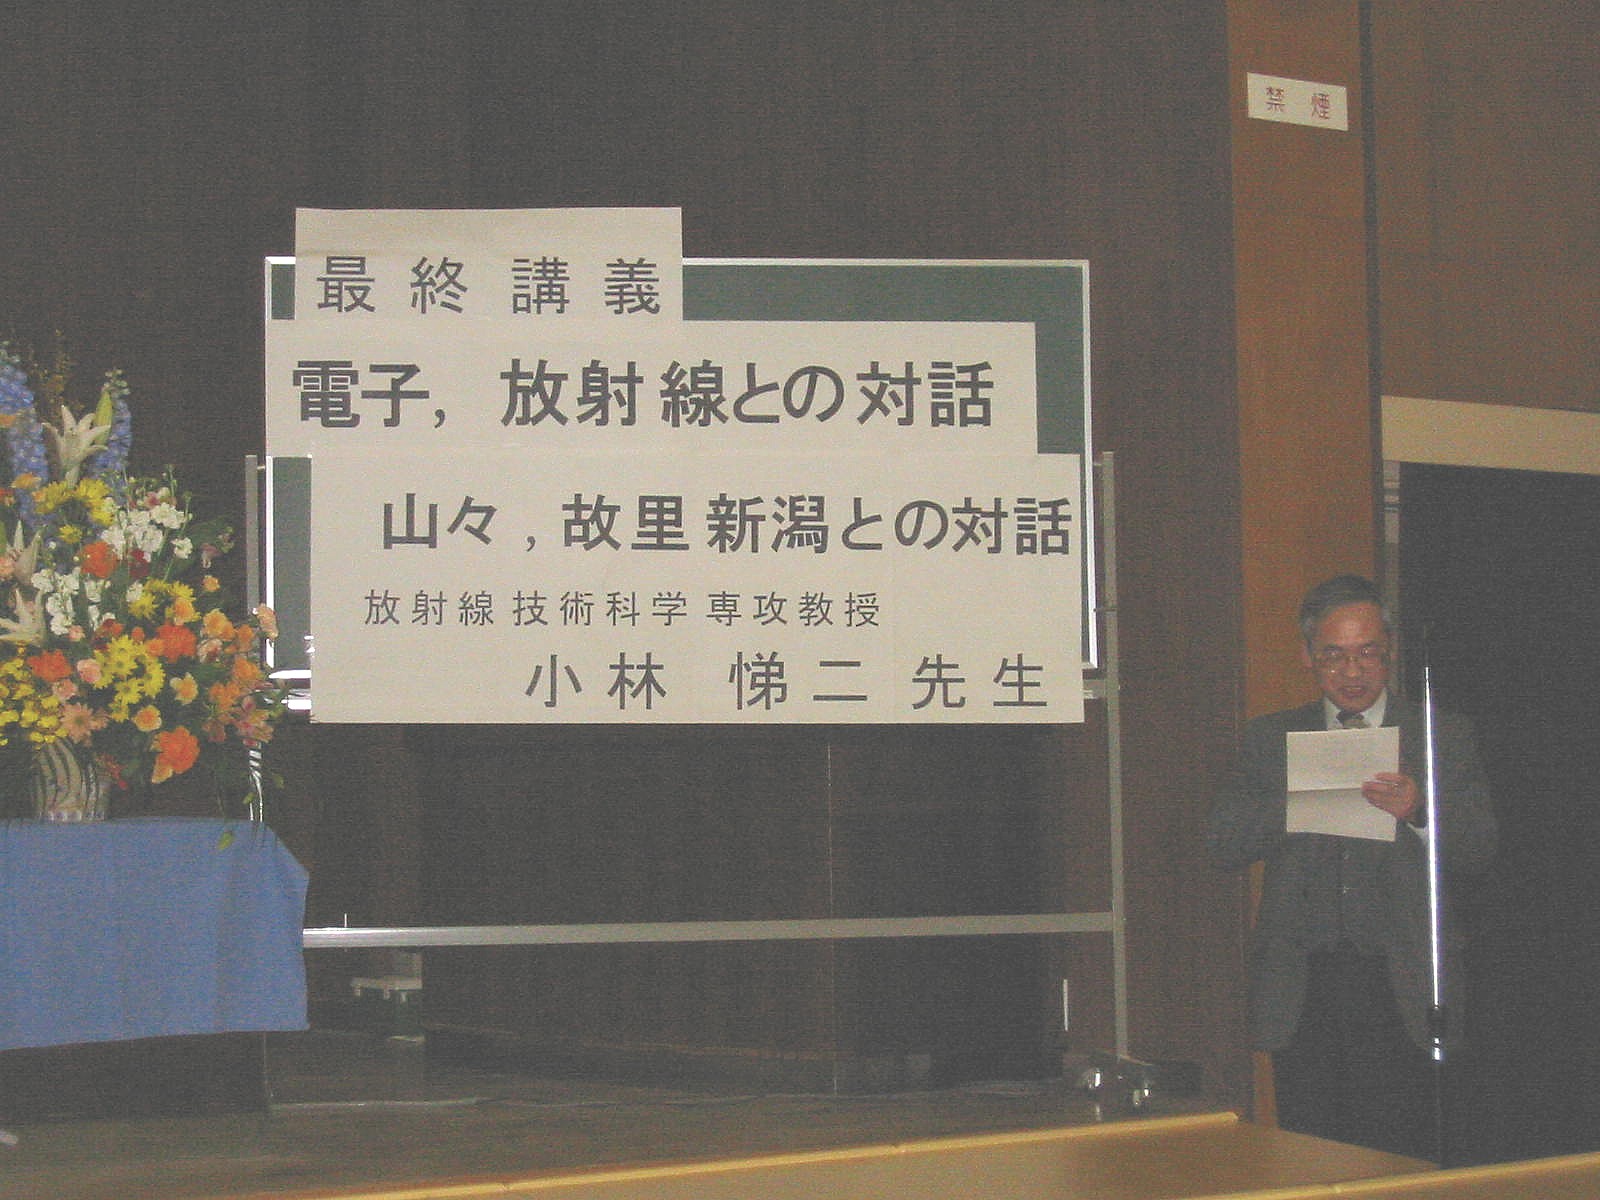 最終講義
電子，放射線との対話
山々，故里新潟との対話
放射線技術科学専攻教授
小林 悌二 先生
禁煙